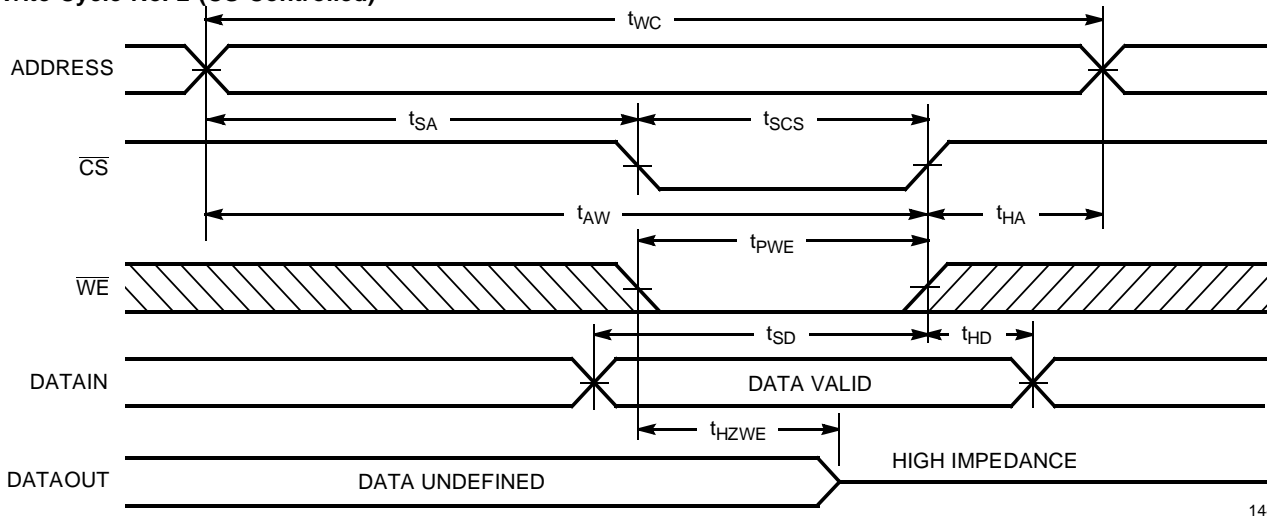 Write Cycle No. 2 (CS Controlled)
tWC
ADDRESS
tSA
tSCS
CS
tAW
tHA
tPWE
WE
tSD
tHD
DATAIN
DATA VALID
tHZWE
HIGH IMPEDANCE
DATAOUT
DATA UNDEFINED
14